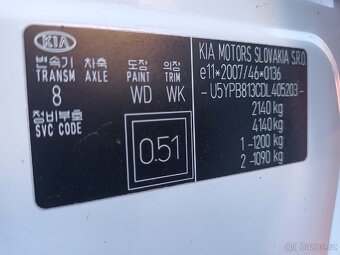 KIA
변속기 차축 도장 의장
TRANSM AXLE PAINT TRIM
8 WD WK
정비부호
SVC CODE
0.51
KIA MOTORS SLOVAKIA S.R.O.
e11*2007/46*0136
- U5YPB813CDL405203 -
2140 kg
4140 kg
1 - 1200 kg
2 - 1090 kg